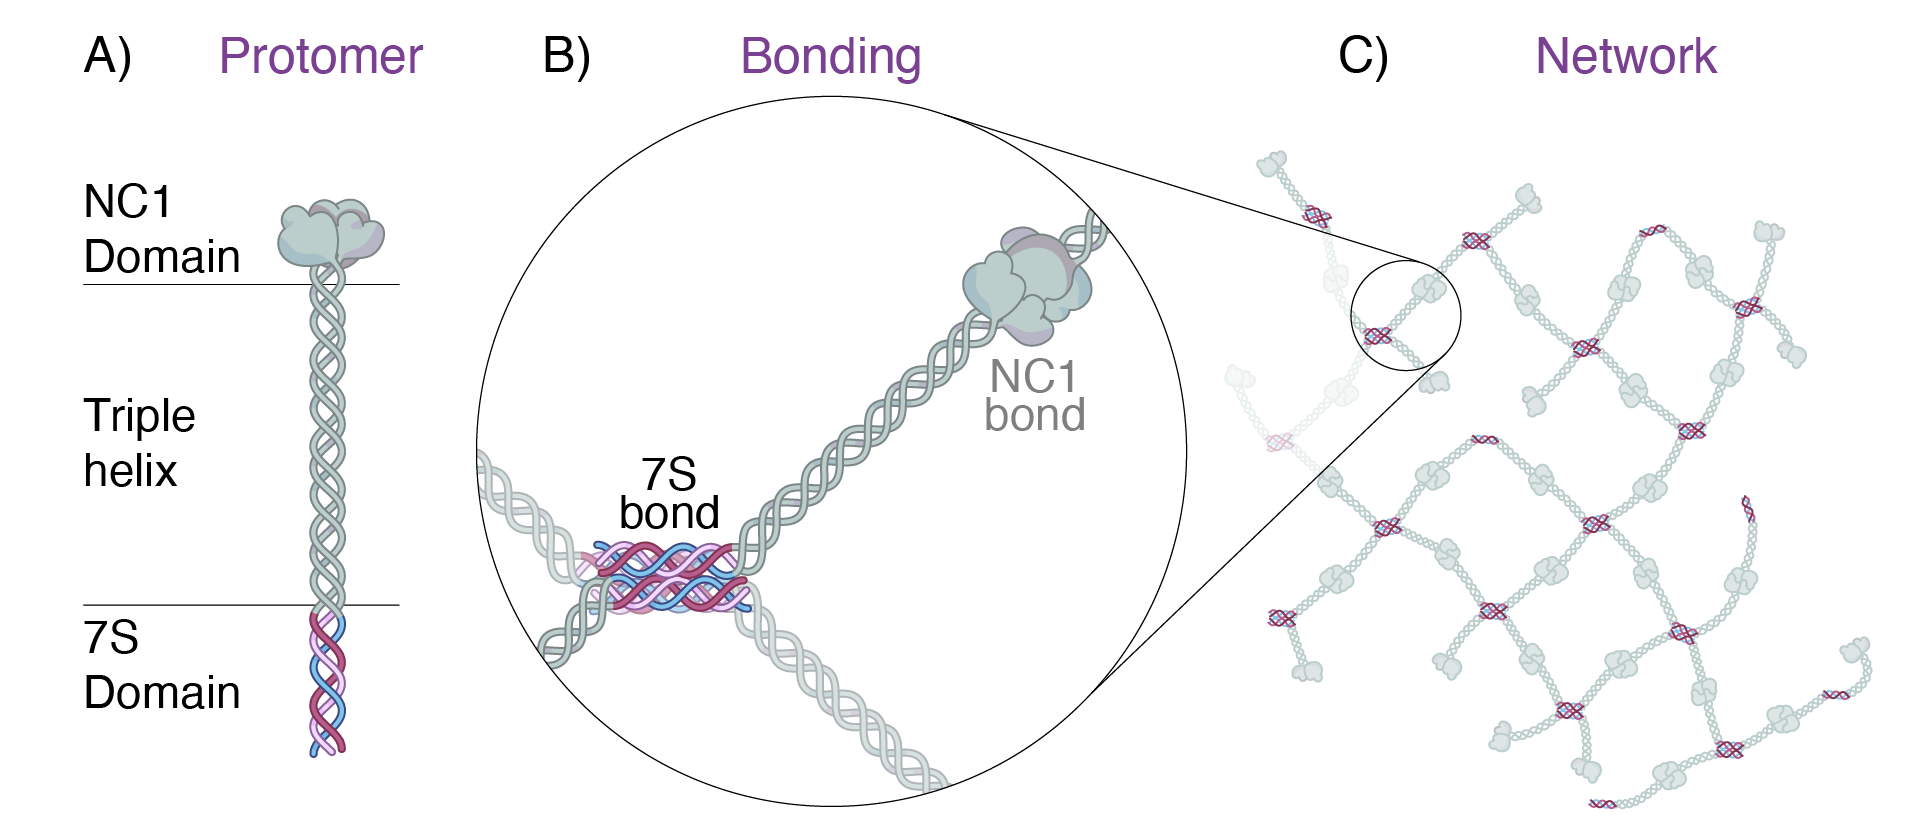 A) Protomer
B) Bonding
C) Network
NC1
Domain
Triple
helix
7S
Domain
7S
bond
NC1
bond